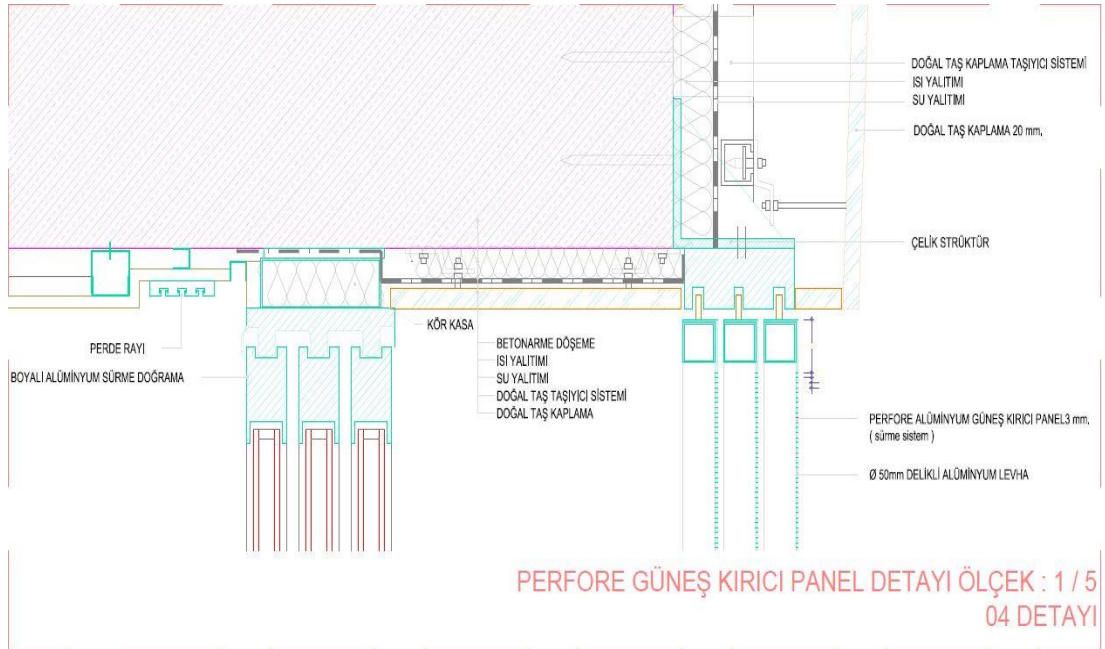 DOĞAL TAŞ KAPLAMA TAŞIYICI SİSTEMİ
ISI YALITIMI
SU YALITIMI
DOĞAL TAŞ KAPLAMA 20 mm.
ÇELİK STRÜKTÜR
KÖR KASA
PERDE RAYI
BETONARME DÖŞEME
ISI YALITIMI
SU YALITIMI
DOĞAL TAŞ TAŞIYICI SİSTEMİ
DOĞAL TAŞ KAPLAMA
BOYALI ALÜMİNYUM SÜRME DOĞRAMA
PERFORE ALÜMİNYUM GÜNEŞ KIRICI PANEL3 mm.
( sürme sistem )
Ø 50mm DELİKLİ ALÜMİNYUM LEVHA
PERFORE GÜNEŞ KIRICI PANEL DETAYI ÖLÇEK : 1 / 5
04 DETAYI